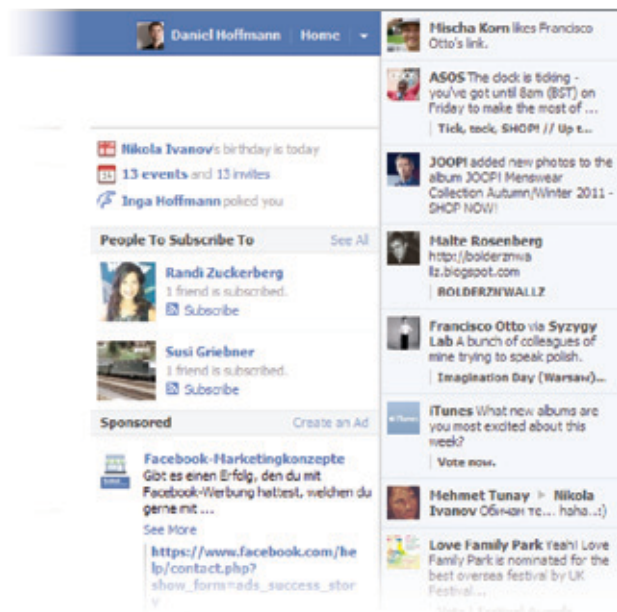 Daniel Hoffmann
Home
Nikola Ivanov's birthday is today
13 events and 13 invites
Inga Hoffmann poked you
People To Subscribe To
See All
Randi Zuckerberg
1 friend is subscribed.
Subscribe
Susi Griebner
1 friend is subscribed.
Subscribe
Sponsored
Create an Ad
Facebook-Marketingkonzepte
Gibt es einen Erfolg, den du mit
Facebook-Werbung hattest, welchen du
gerne mit ...
See More
https://www.facebook.com/he
lp/contact.php?
show_form=ads_success_stor
y
Mischa Korn likes Francisco
Otto's link.
ASOS The clock is ticking -
you've got until 8am (BST) on
Friday to make the most of ...
Tick, tock, SHOP! // Up t...
JOOP! added new photos to the
album JOOP! Menswear
Collection Autumn/Winter 2011 -
SHOP NOW!
Malte Rosenberg
http://bolderznwa
llz.blogspot.com
BOLDERZNWALLZ
Francisco Otto via Syzygy
Lab A bunch of colleagues of
mine trying to speak polish.
Imagination Day (Warsaw)...
iTunes What new albums are
you most excited about this
week?
Vote now.
Mehmet Tunay ▸ Nikola
Ivanov Обичам те... haha..:)
Love Family Park Yeah! Love
Family Park is nominated for the
best oversea festival by UK
Festival...